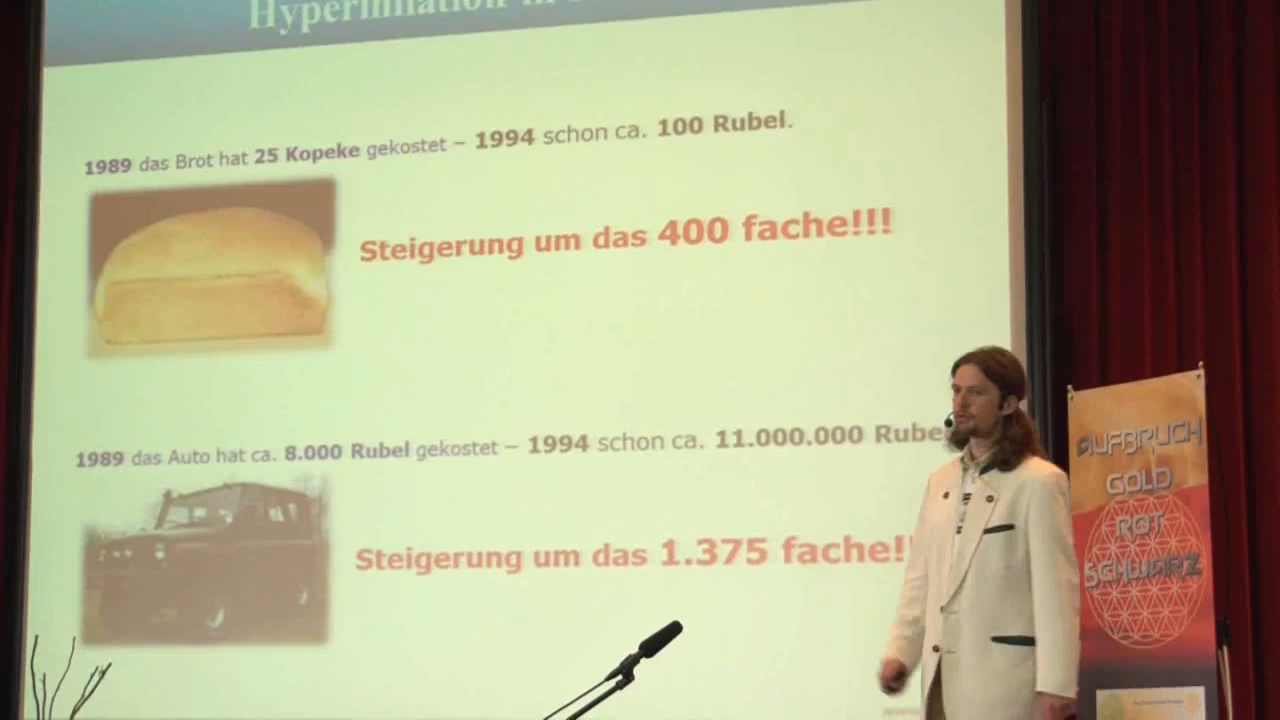 Hyperinflation in
1989 das Brot hat 25 Kopeke gekostet – 1994 schon ca. 100 Rubel.
Steigerung um das 400 fache!!!
1989 das Auto hat ca. 8.000 Rubel gekostet – 1994 schon ca. 11.000.000 Rube
Steigerung um das 1.375 fache!
AUFBRUCH
GOLD
ROT
SCHWARZ